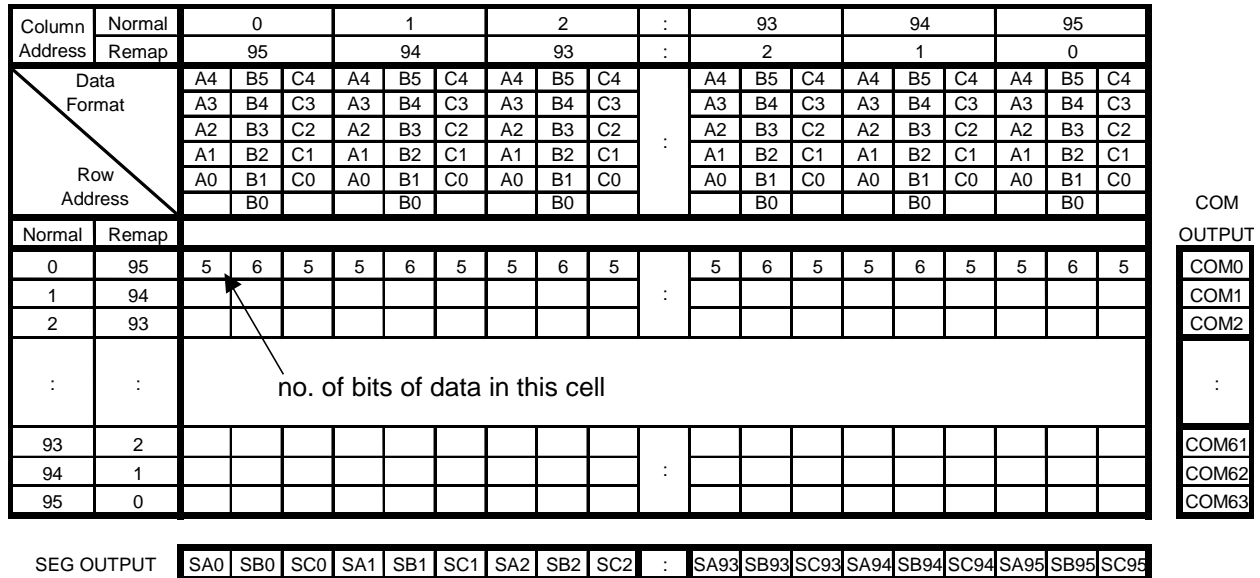 Column Normal 0 1 2 : 93 94 95
Address Remap 95 94 93 : 2 1 0
Data A4 B5 C4 A4 B5 C4 A4 B5 C4 A4 B5 C4 A4 B5 C4 A4 B5 C4
Format A3 B4 C3 A3 B4 C3 A3 B4 C3 A3 B4 C3 A3 B4 C3 A3 B4 C3
A2 B3 C2 A2 B3 C2 A2 B3 C2 : A2 B3 C2 A2 B3 C2 A2 B3 C2
A1 B2 C1 A1 B2 C1 A1 B2 C1 A1 B2 C1 A1 B2 C1 A1 B2 C1
Row A0 B1 C0 A0 B1 C0 A0 B1 C0 A0 B1 C0 A0 B1 C0 A0 B1 C0
Address B0 B0 B0 B0 B0 B0 COM
Normal Remap OUTPUT
0 95 5 6 5 5 6 5 5 6 5 5 6 5 5 6 5 5 6 5 COM0
1 94 : COM1
2 93 COM2
: : no. of bits of data in this cell :
93 2 COM61
94 1 : COM62
95 0 COM63
SEG OUTPUT SA0 SB0 SC0 SA1 SB1 SC1 SA2 SB2 SC2 : SA93 SB93 SC93 SA94 SB94 SC94 SA95 SB95 SC95